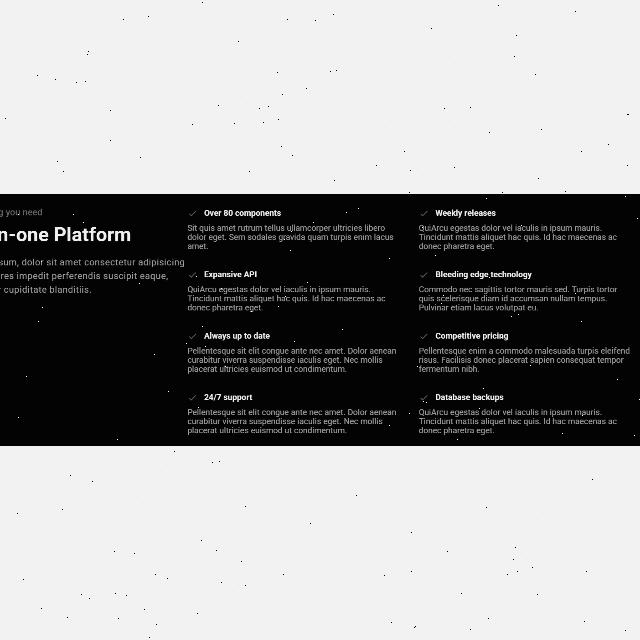 g you need
n-one Platform
sum, dolor sit amet consectetur adipisicing
res impedit perferendis suscipit eaque,
r cupiditate blanditiis.
Over 80 components
Sit quis amet rutrum tellus ullamcorper ultricies libero
dolor eget. Sem sodales gravida quam turpis enim lacus
amet.
Expansive API
QuiArcu egestas dolor vel iaculis in ipsum mauris.
Tincidunt mattis aliquet hac quis. Id hac maecenas ac
donec pharetra eget.
Always up to date
Pellentesque sit elit congue ante nec amet. Dolor aenean
curabitur viverra suspendisse iaculis eget. Nec mollis
placerat ultricies euismod ut condimentum.
24/7 support
Pellentesque sit elit congue ante nec amet. Dolor aenean
curabitur viverra suspendisse iaculis eget. Nec mollis
placerat ultricies euismod ut condimentum.
Weekly releases
QuiArcu egestas dolor vel iaculis in ipsum mauris.
Tincidunt mattis aliquet hac quis. Id hac maecenas ac
donec pharetra eget.
Bleeding edge technology
Commodo nec sagittis tortor mauris sed. Turpis tortor
quis scelerisque diam id accumsan nullam tempus.
Pulvinar etiam lacus volutpat eu.
Competitive pricing
Pellentesque enim a commodo malesuada turpis eleifend
risus. Facilisis donec placerat sapien consequat tempor
fermentum nibh.
Database backups
QuiArcu egestas dolor vel iaculis in ipsum mauris.
Tincidunt mattis aliquet hac quis. Id hac maecenas ac
donec pharetra eget.